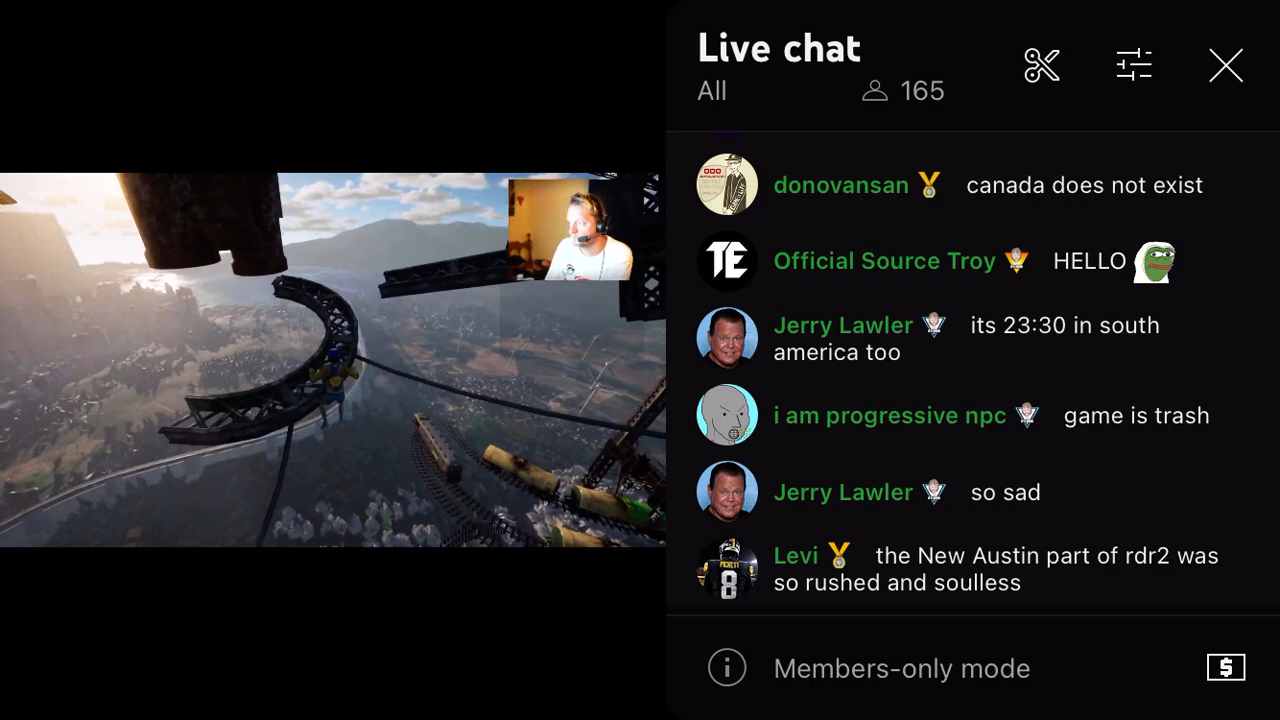 Live chat
All 165
donovansan canada does not exist
Official Source Troy HELLO
TE
Jerry Lawler its 23:30 in south
america too
i am progressive npc game is trash
Jerry Lawler so sad
Levi the New Austin part of rdr2 was
so rushed and soulless
8
Members-only mode
$